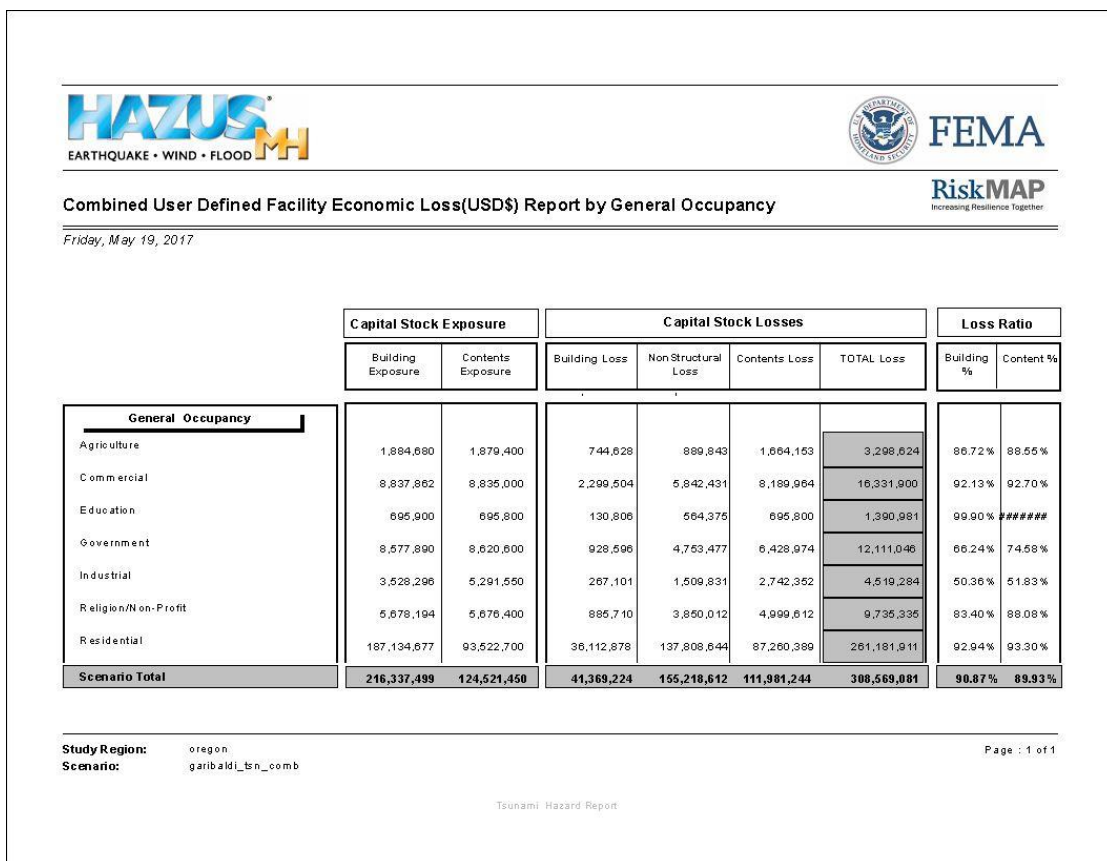 HAZUS®MH
EARTHQUAKE • WIND • FLOOD
U.S. DEPARTMENT OF HOMELAND SECURITY
FEMA
RiskMAP
Increasing Resilience Together
Combined User Defined Facility Economic Loss(USD$) Report by General Occupancy
Friday, May 19, 2017
Capital Stock Exposure Capital Stock Losses Loss Ratio
Building Exposure Contents Exposure Building Loss Non Structural Loss Contents Loss TOTAL Loss Building % Content %
General Occupancy
Agriculture 1,884,680 1,879,400 744,628 889,843 1,664,153 3,298,624 86.72% 88.55%
Commercial 8,837,862 8,835,000 2,299,504 5,842,431 8,189,964 16,331,900 92.13% 92.70%
Education 695,900 695,800 130,806 564,375 695,800 1,390,981 99.90% #######
Government 8,577,890 8,620,600 928,596 4,753,477 6,428,974 12,111,046 66.24% 74.58%
Industrial 3,528,296 5,291,550 267,101 1,509,831 2,742,352 4,519,284 50.36% 51.83%
Religion/Non-Profit 5,678,194 5,676,400 885,710 3,850,012 4,999,612 9,735,335 83.40% 88.08%
Residential 187,134,677 93,522,700 36,112,878 137,808,644 87,260,389 261,181,911 92.94% 93.30%
Scenario Total 216,337,499 124,521,450 41,369,224 155,218,612 111,981,244 308,569,081 90.87% 89.93%
Study Region: oregon Page : 1 of 1
Scenario: garibaldi_tsn_comb
Tsunami Hazard Report